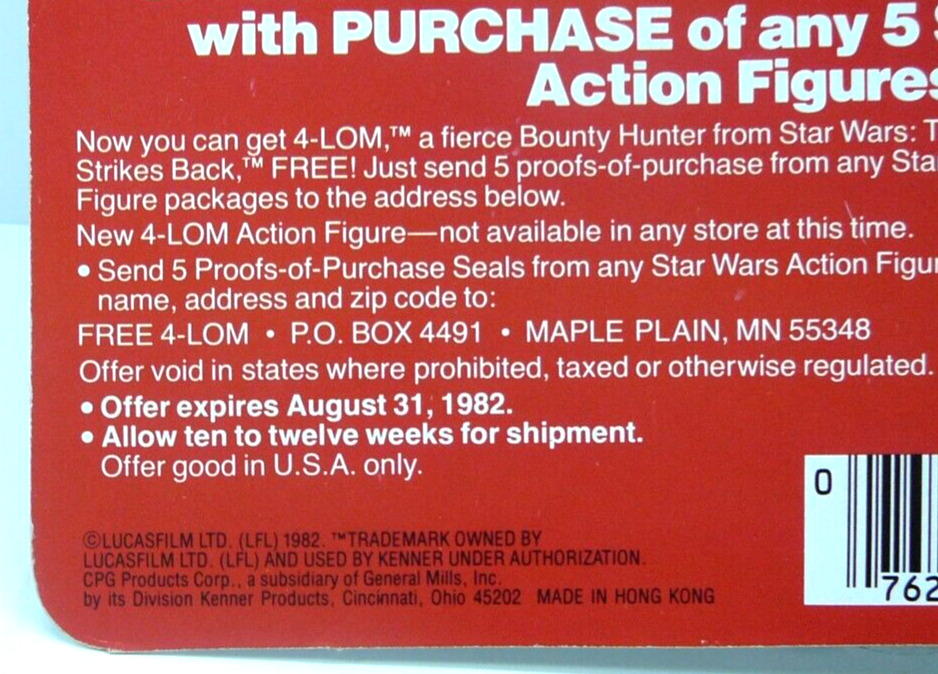 with PURCHASE of any 5
Action Figures
Now you can get 4-LOM,™ a fierce Bounty Hunter from Star Wars: T
Strikes Back,™ FREE! Just send 5 proofs-of-purchase from any Sta
Figure packages to the address below.
New 4-LOM Action Figure—not available in any store at this time.
• Send 5 Proofs-of-Purchase Seals from any Star Wars Action Figu
name, address and zip code to:
FREE 4-LOM • P.O. BOX 4491 • MAPLE PLAIN, MN 55348
Offer void in states where prohibited, taxed or otherwise regulated.
• Offer expires August 31, 1982.
• Allow ten to twelve weeks for shipment.
Offer good in U.S.A. only.
0
762
©LUCASFILM LTD. (LFL) 1982. ™TRADEMARK OWNED BY
LUCASFILM LTD. (LFL) AND USED BY KENNER UNDER AUTHORIZATION.
CPG Products Corp., a subsidiary of General Mills, Inc.
by its Division Kenner Products, Cincinnati, Ohio 45202 MADE IN HONG KONG